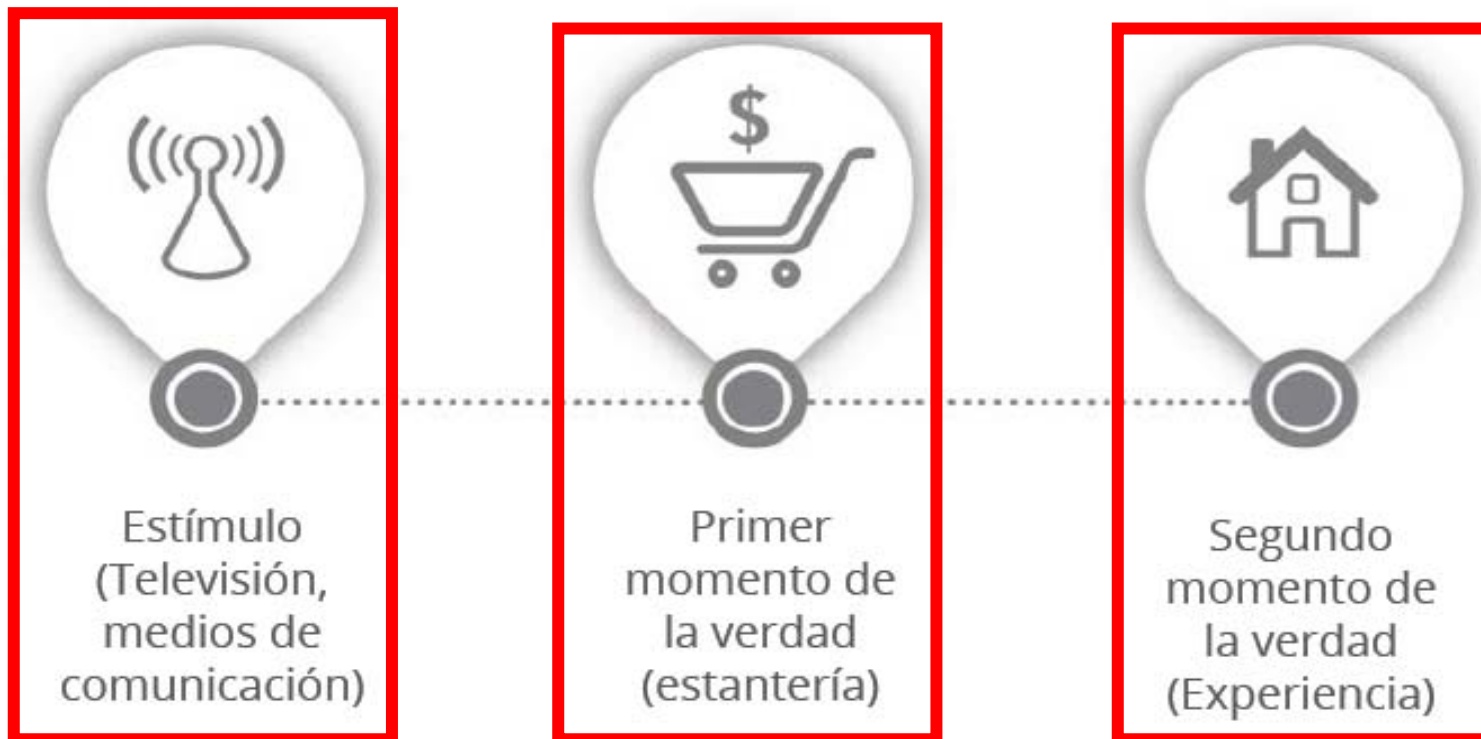 $
Estímulo
(Televisión,
medios de
comunicación)
Primer
momento de
la verdad
(estantería)
Segundo
momento de
la verdad
(Experiencia)